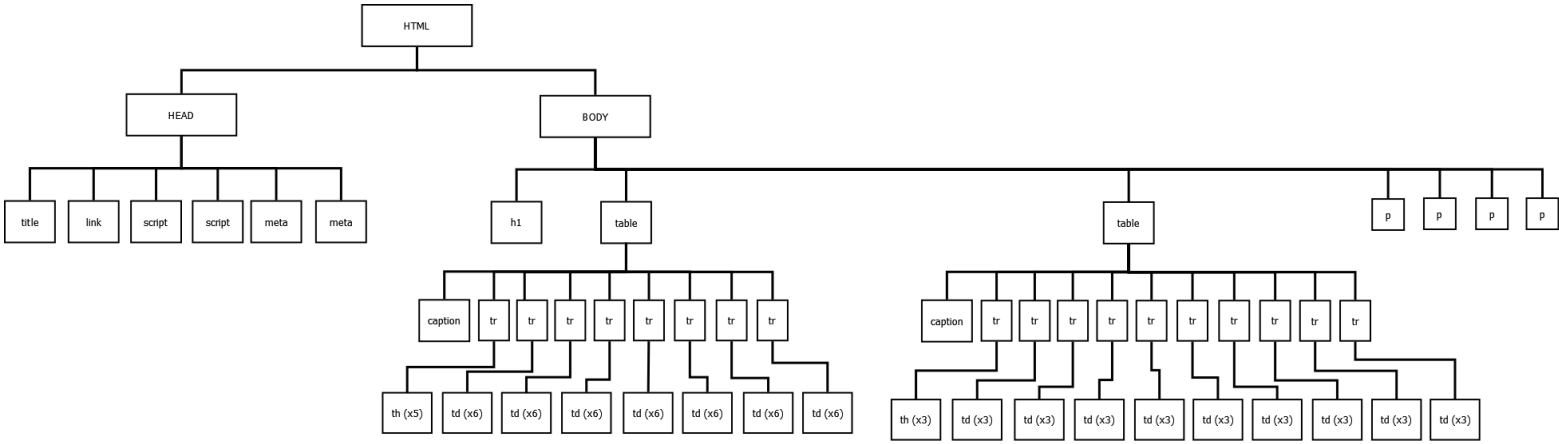 HTML
HEAD
BODY
title link script script meta meta
h1 table table p p p p
caption tr tr tr tr tr tr tr tr
caption tr tr tr tr tr tr tr tr tr tr
th (x5) td (x6) td (x6) td (x6) td (x6) td (x6) td (x6) td (x6)
th (x3) td (x3) td (x3) td (x3) td (x3) td (x3) td (x3) td (x3) td (x3) td (x3)